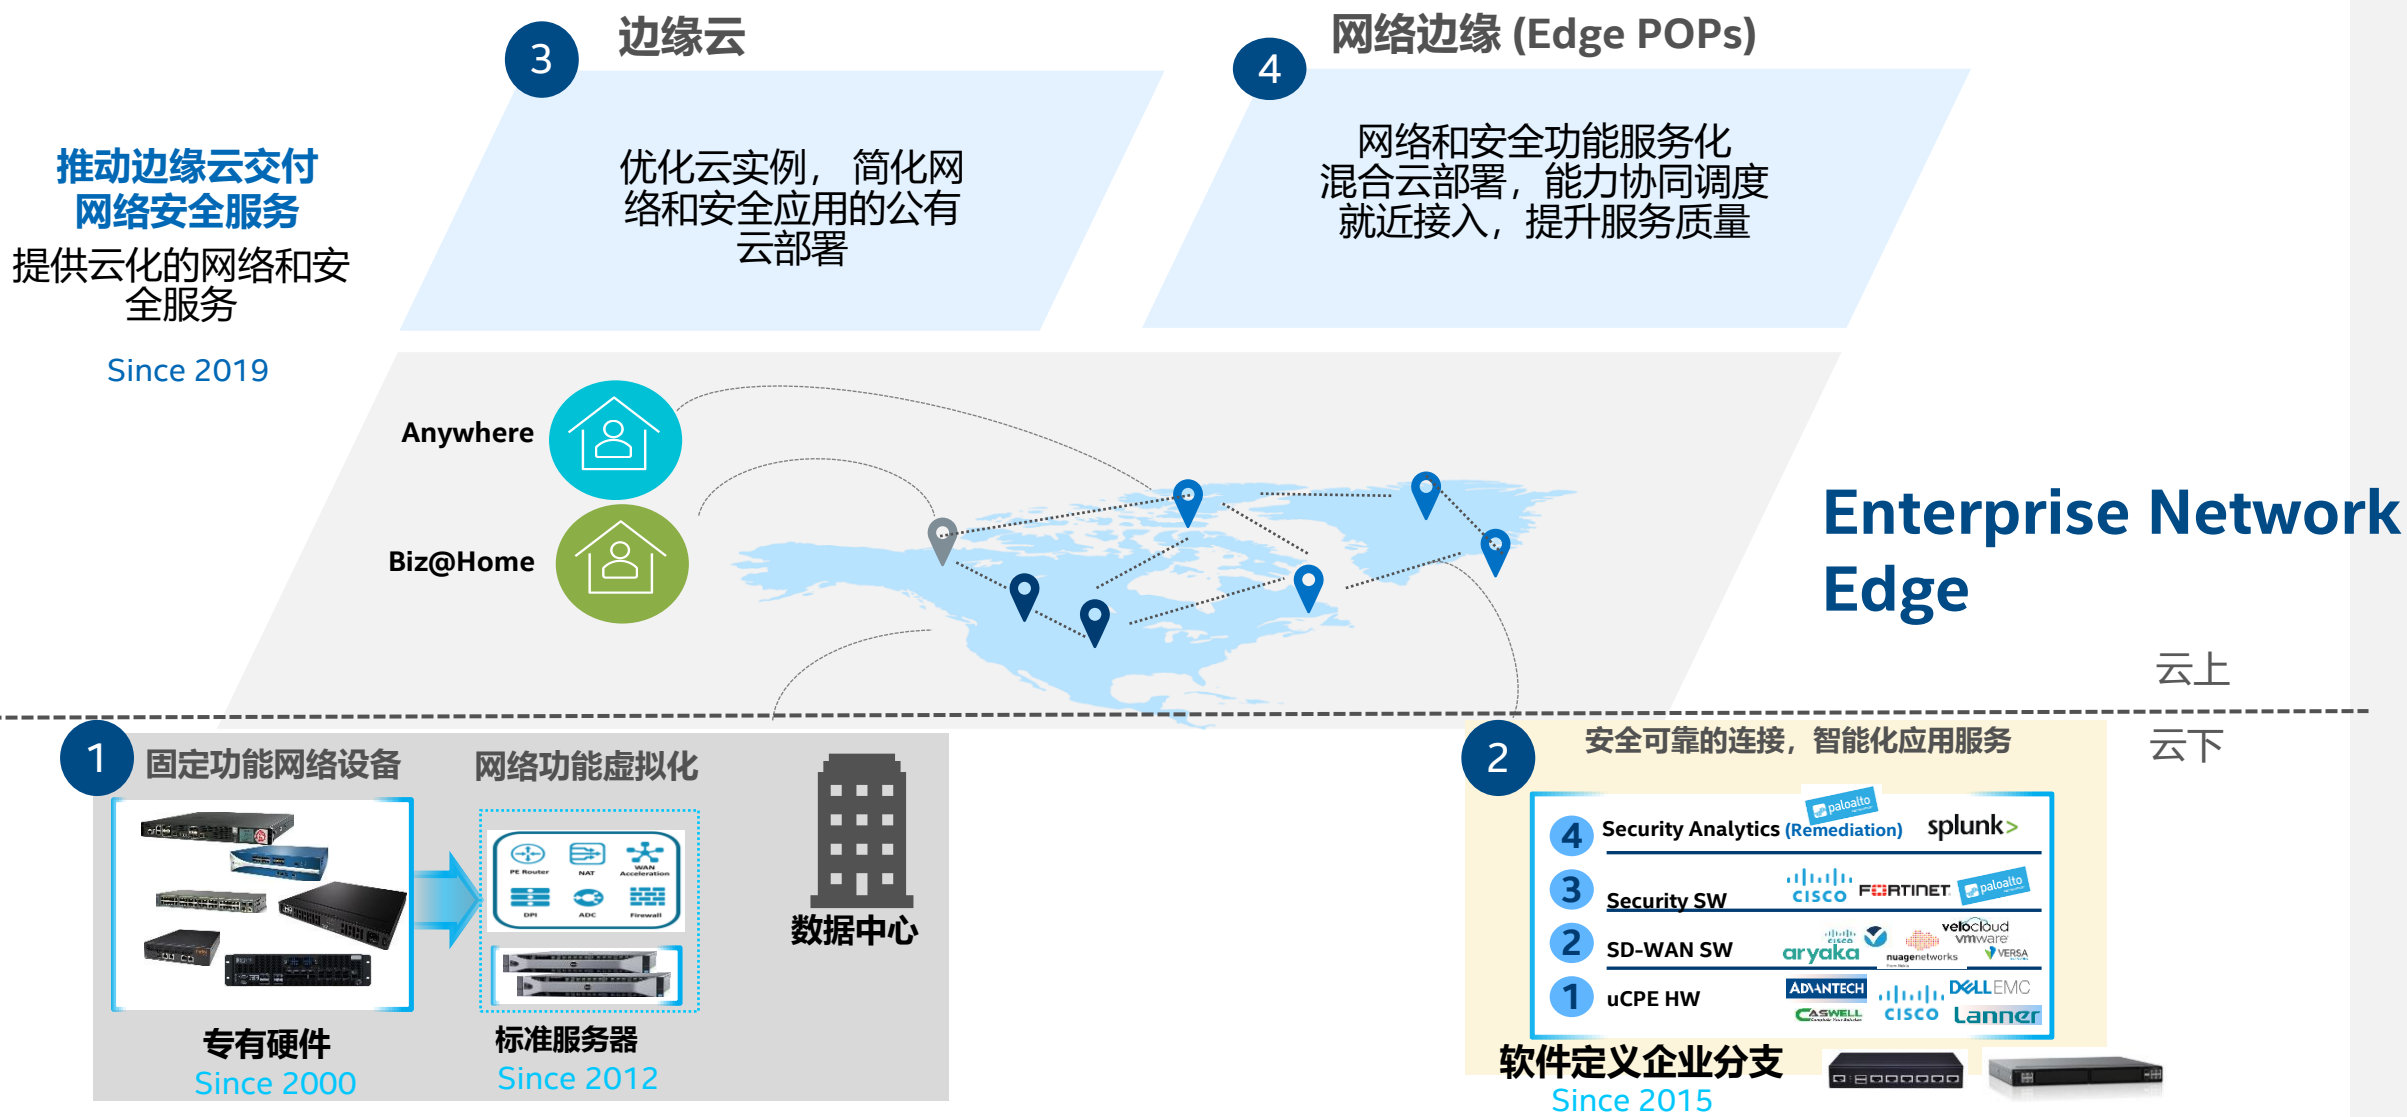 3
边缘云
4
网络边缘 (Edge POPs)
推动边缘云交付
网络安全服务
提供云化的网络和安
全服务
Since 2019
优化云实例， 简化网
络和安全应用的公有
云部署
网络和安全功能服务化
混合云部署，能力协同调度
就近接入，提升服务质量
Anywhere
Biz@Home
Enterprise Network
Edge
云上
云下
1
固定功能网络设备
网络功能虚拟化
PE Router
NAT
WAN
Acceleration
DPI
ADC
Firewall
数据中心
专有硬件
Since 2000
标准服务器
Since 2012
2
安全可靠的连接，智能化应用服务
4
Security Analytics (Remediation)
paloalto
splunk>
3
Security SW
CISCO
FORTINET
paloalto
2
SD-WAN SW
CISCO
aryaka
nuagenetworks
velocloud
vmware
VERSA
1
uCPE HW
ADVANTECH
CISCO
DELLEMC
CASWELL
Lanner
软件定义企业分支
Since 2015